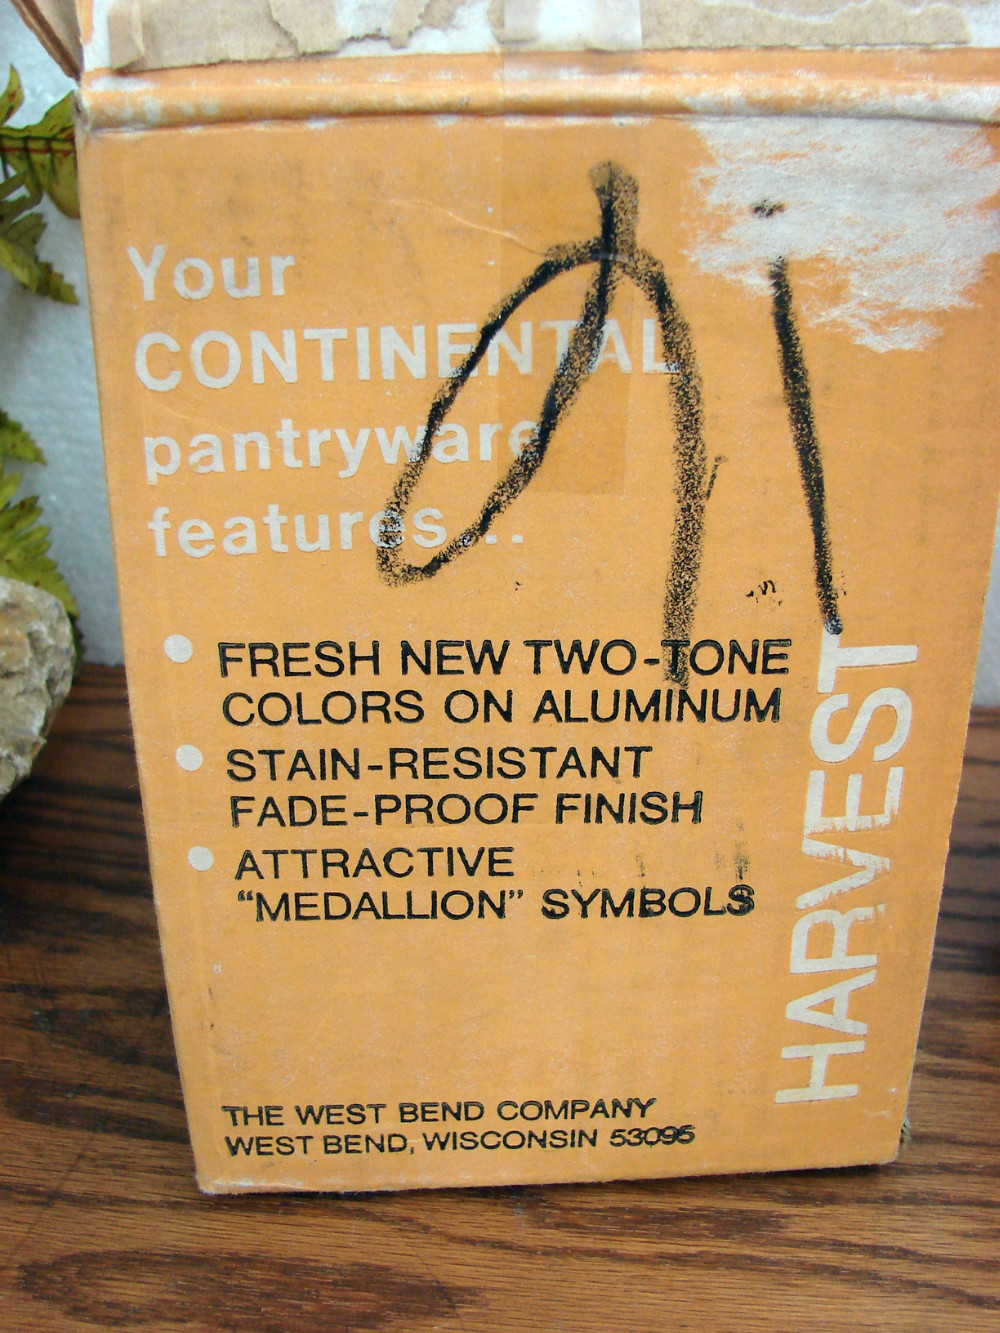 Your
CONTINENTAL
pantryware
features...
FRESH NEW TWO-TONE
COLORS ON ALUMINUM
STAIN-RESISTANT
FADE-PROOF FINISH
ATTRACTIVE
“MEDALLION” SYMBOLS
HARVEST
THE WEST BEND COMPANY
WEST BEND, WISCONSIN 53095